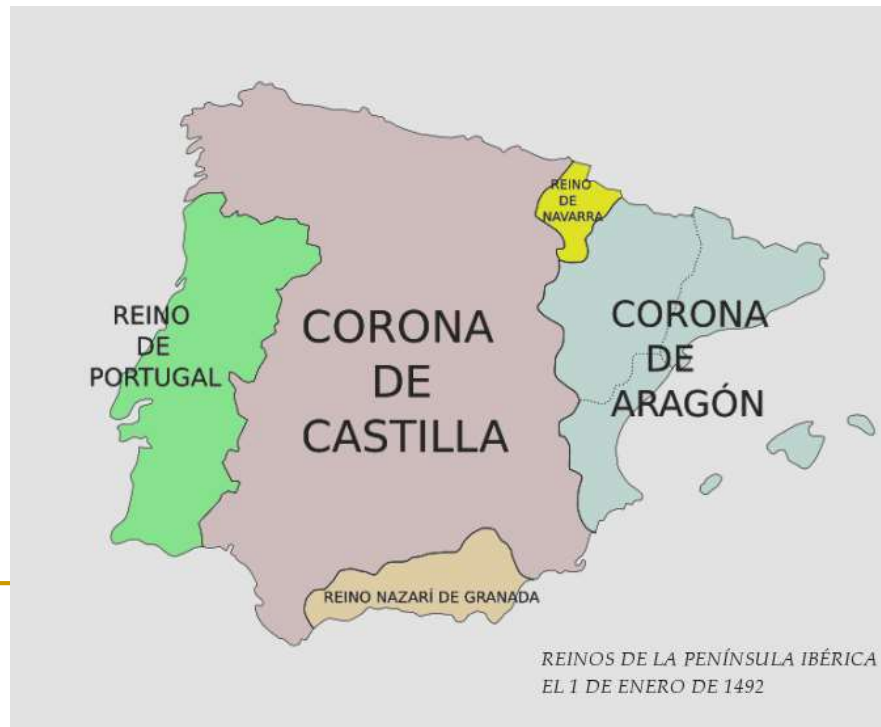 REINO
DE
NAVARRA
REINO
DE
PORTUGAL
CORONA
DE
CASTILLA
CORONA
DE
ARAGÓN
REINO NAZARÍ DE GRANADA
REINOS DE LA PENÍNSULA IBÉRICA
EL 1 DE ENERO DE 1492